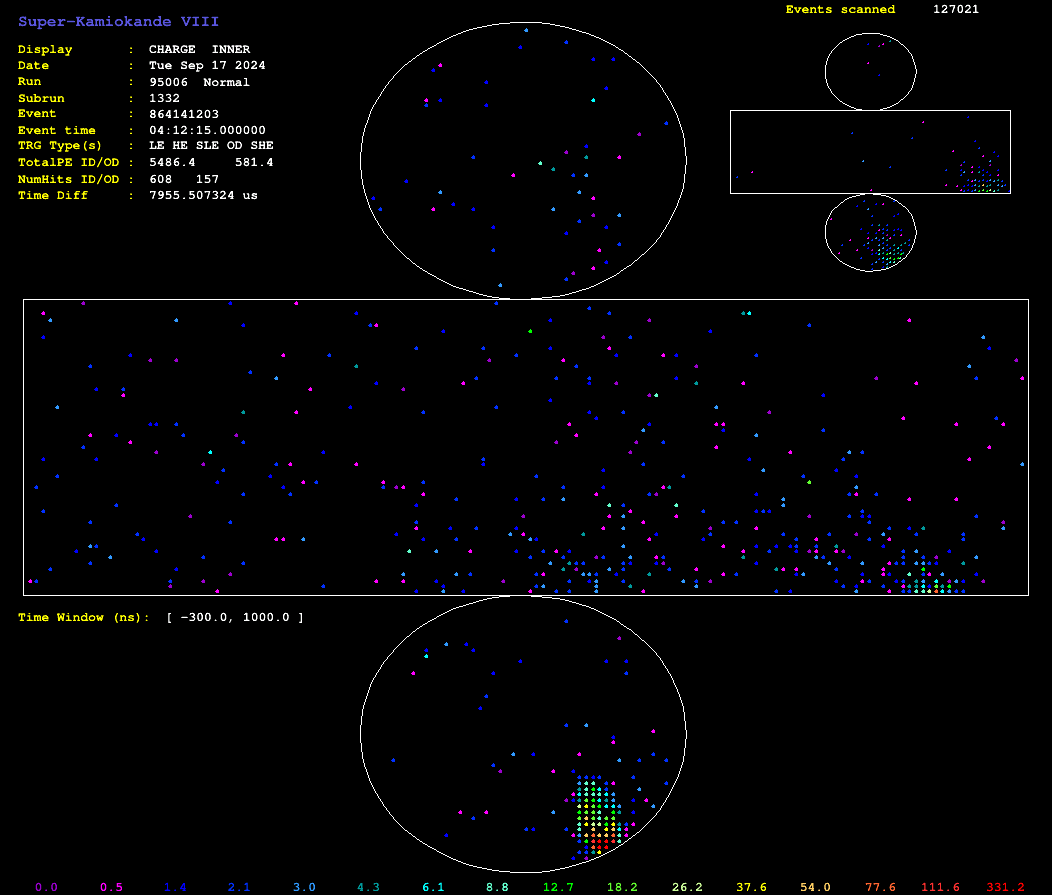 Super-Kamiokande VIII
Events scanned 127021
Display : CHARGE INNER
Date : Tue Sep 17 2024
Run : 95006 Normal
Subrun : 1332
Event : 864141203
Event time : 04:12:15.000000
TRG Type(s) : LE HE SLE OD SHE
TotalPE ID/OD : 5486.4 581.4
NumHits ID/OD : 608 157
Time Diff : 7955.507324 us
Time Window (ns): [ -300.0, 1000.0 ]
0.0 0.5 1.4 2.1 3.0 4.3 6.1 8.8 12.7 18.2 26.2 37.6 54.0 77.6 111.6 331.2